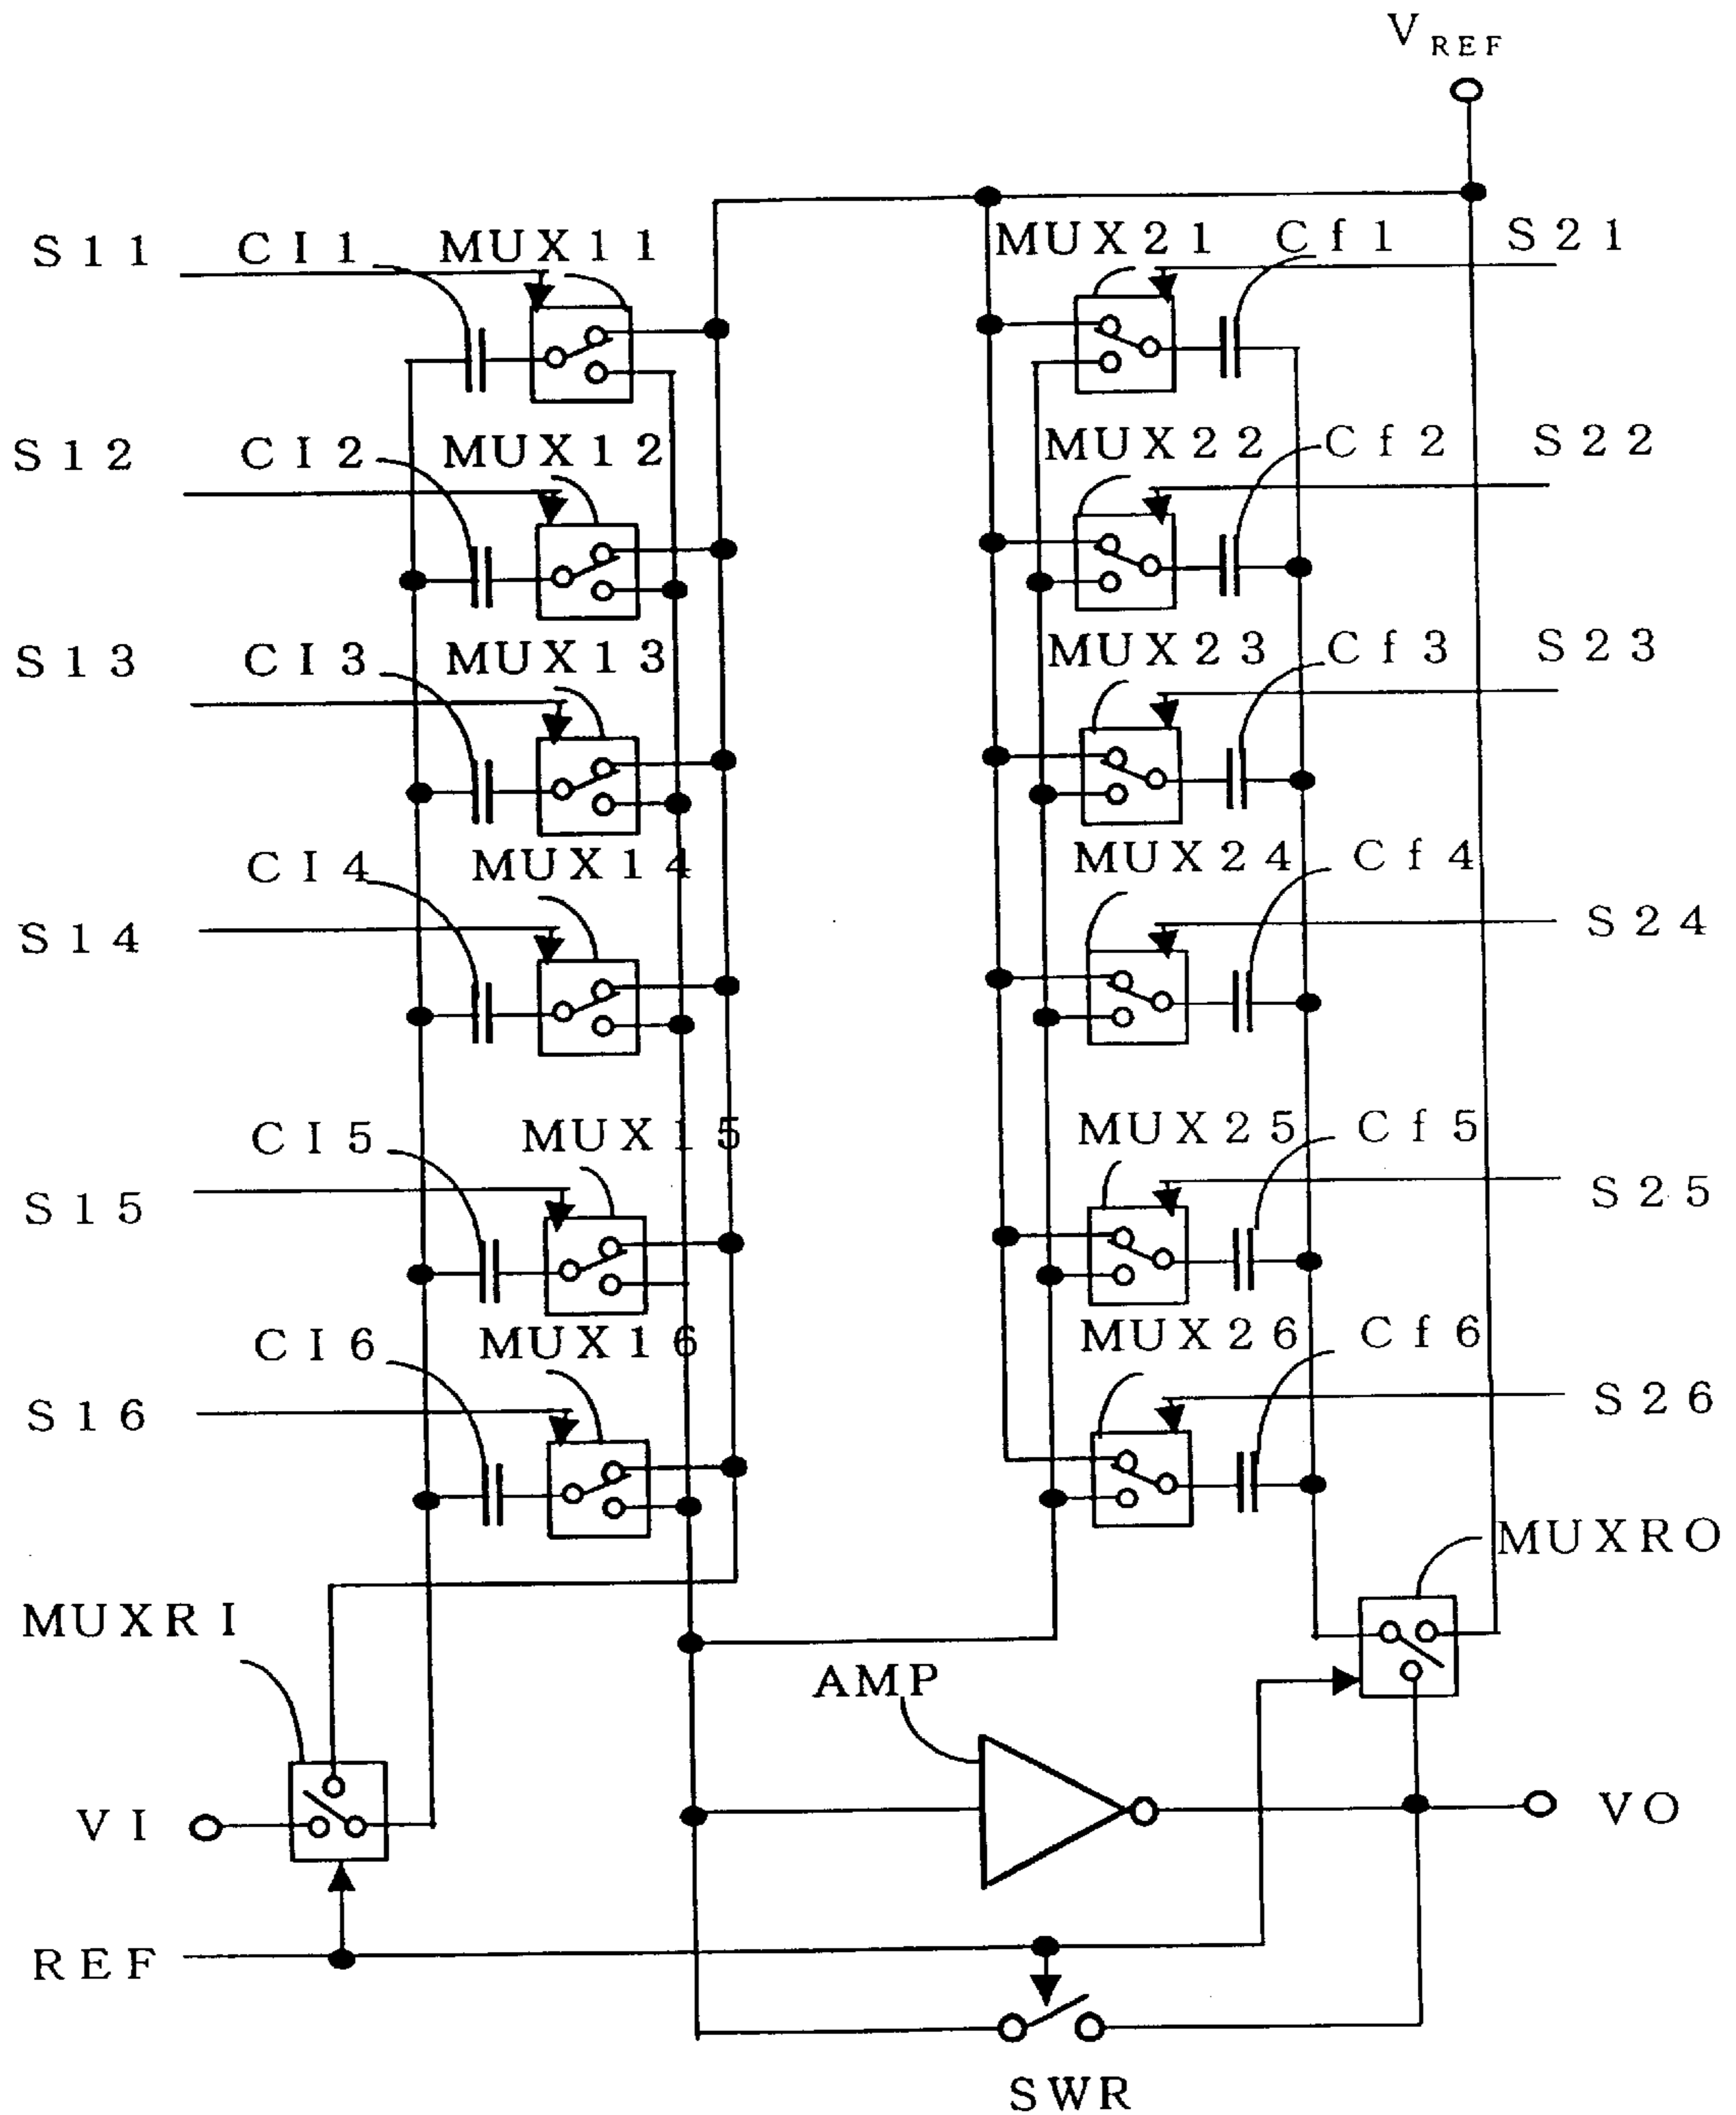 VREF
S11 CI1 MUX11 MUX21 Cf1 S21
S12 CI2 MUX12 MUX22 Cf2 S22
S13 CI3 MUX13 MUX23 Cf3 S23
CI4 MUX14 MUX24 Cf4
S14 S24
CI5 MUX15 MUX25 Cf5
S15 S25
CI6 MUX16 MUX26 Cf6
S16 S26
MUXRO
MUXRI
AMP
VI VO
REF
SWR